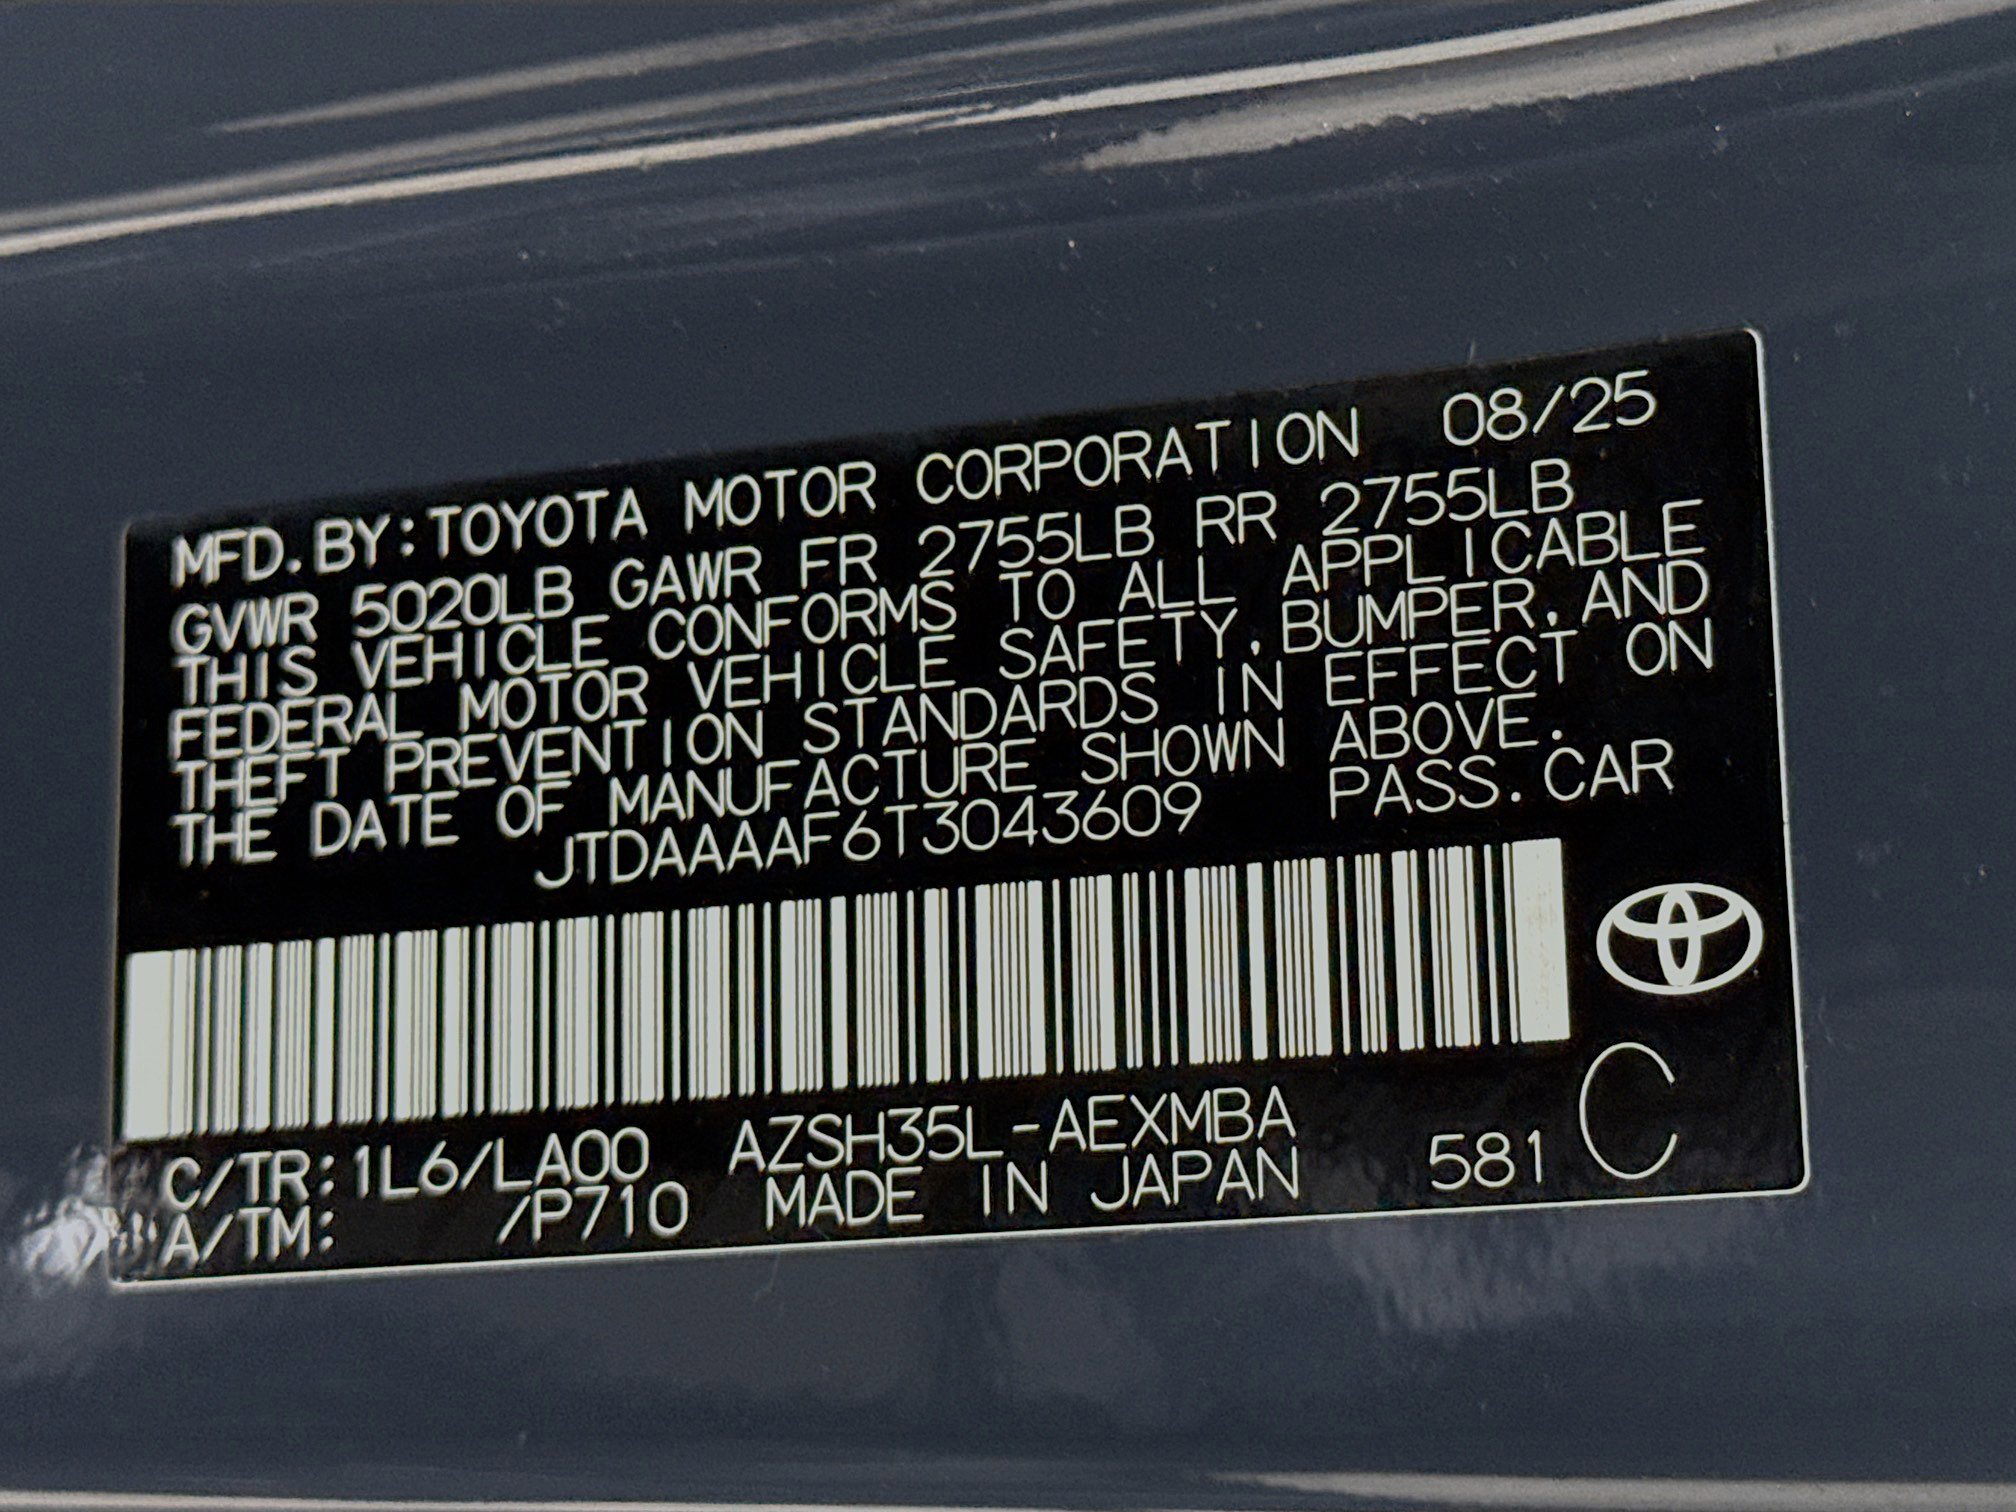 MFD.BY:TOYOTA MOTOR CORPORATION 08/25
GVWR 5020LB GAWR FR 2755LB RR 2755LB
THIS VEHICLE CONFORMS TO ALL APPLICABLE
FEDERAL MOTOR VEHICLE SAFETY,BUMPER,AND
THEFT PREVENTION STANDARDS IN EFFECT ON
THE DATE OF MANUFACTURE SHOWN ABOVE.
JTDAAAAF6T3043609 PASS.CAR
C/TR:1L6/LA00 AZSH35L-AEXMBA
A/TM: /P710 MADE IN JAPAN 581 C